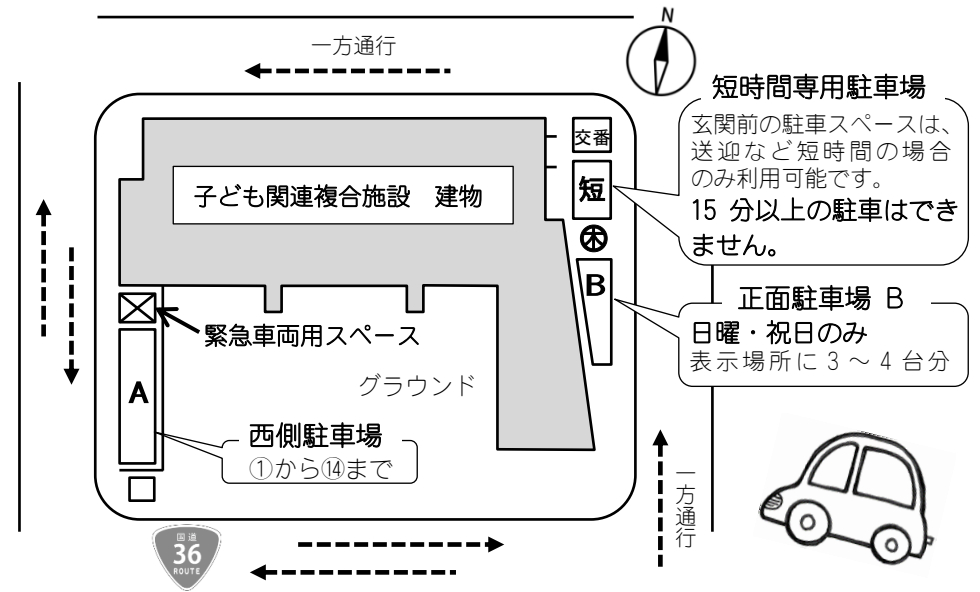 N
一方通行
短時間専用駐車場
玄関前の駐車スペースは、
送迎など短時間の場合
のみ利用可能です。
15 分以上の駐車はでき
ません。
交番
子ども関連複合施設 建物
短
木
B
正面駐車場 B
日曜・祝日のみ
表示場所に 3 ～ 4 台分
緊急車両用スペース
A
グラウンド
西側駐車場
①から⑭まで
一方通行
国道
36
ROUTE